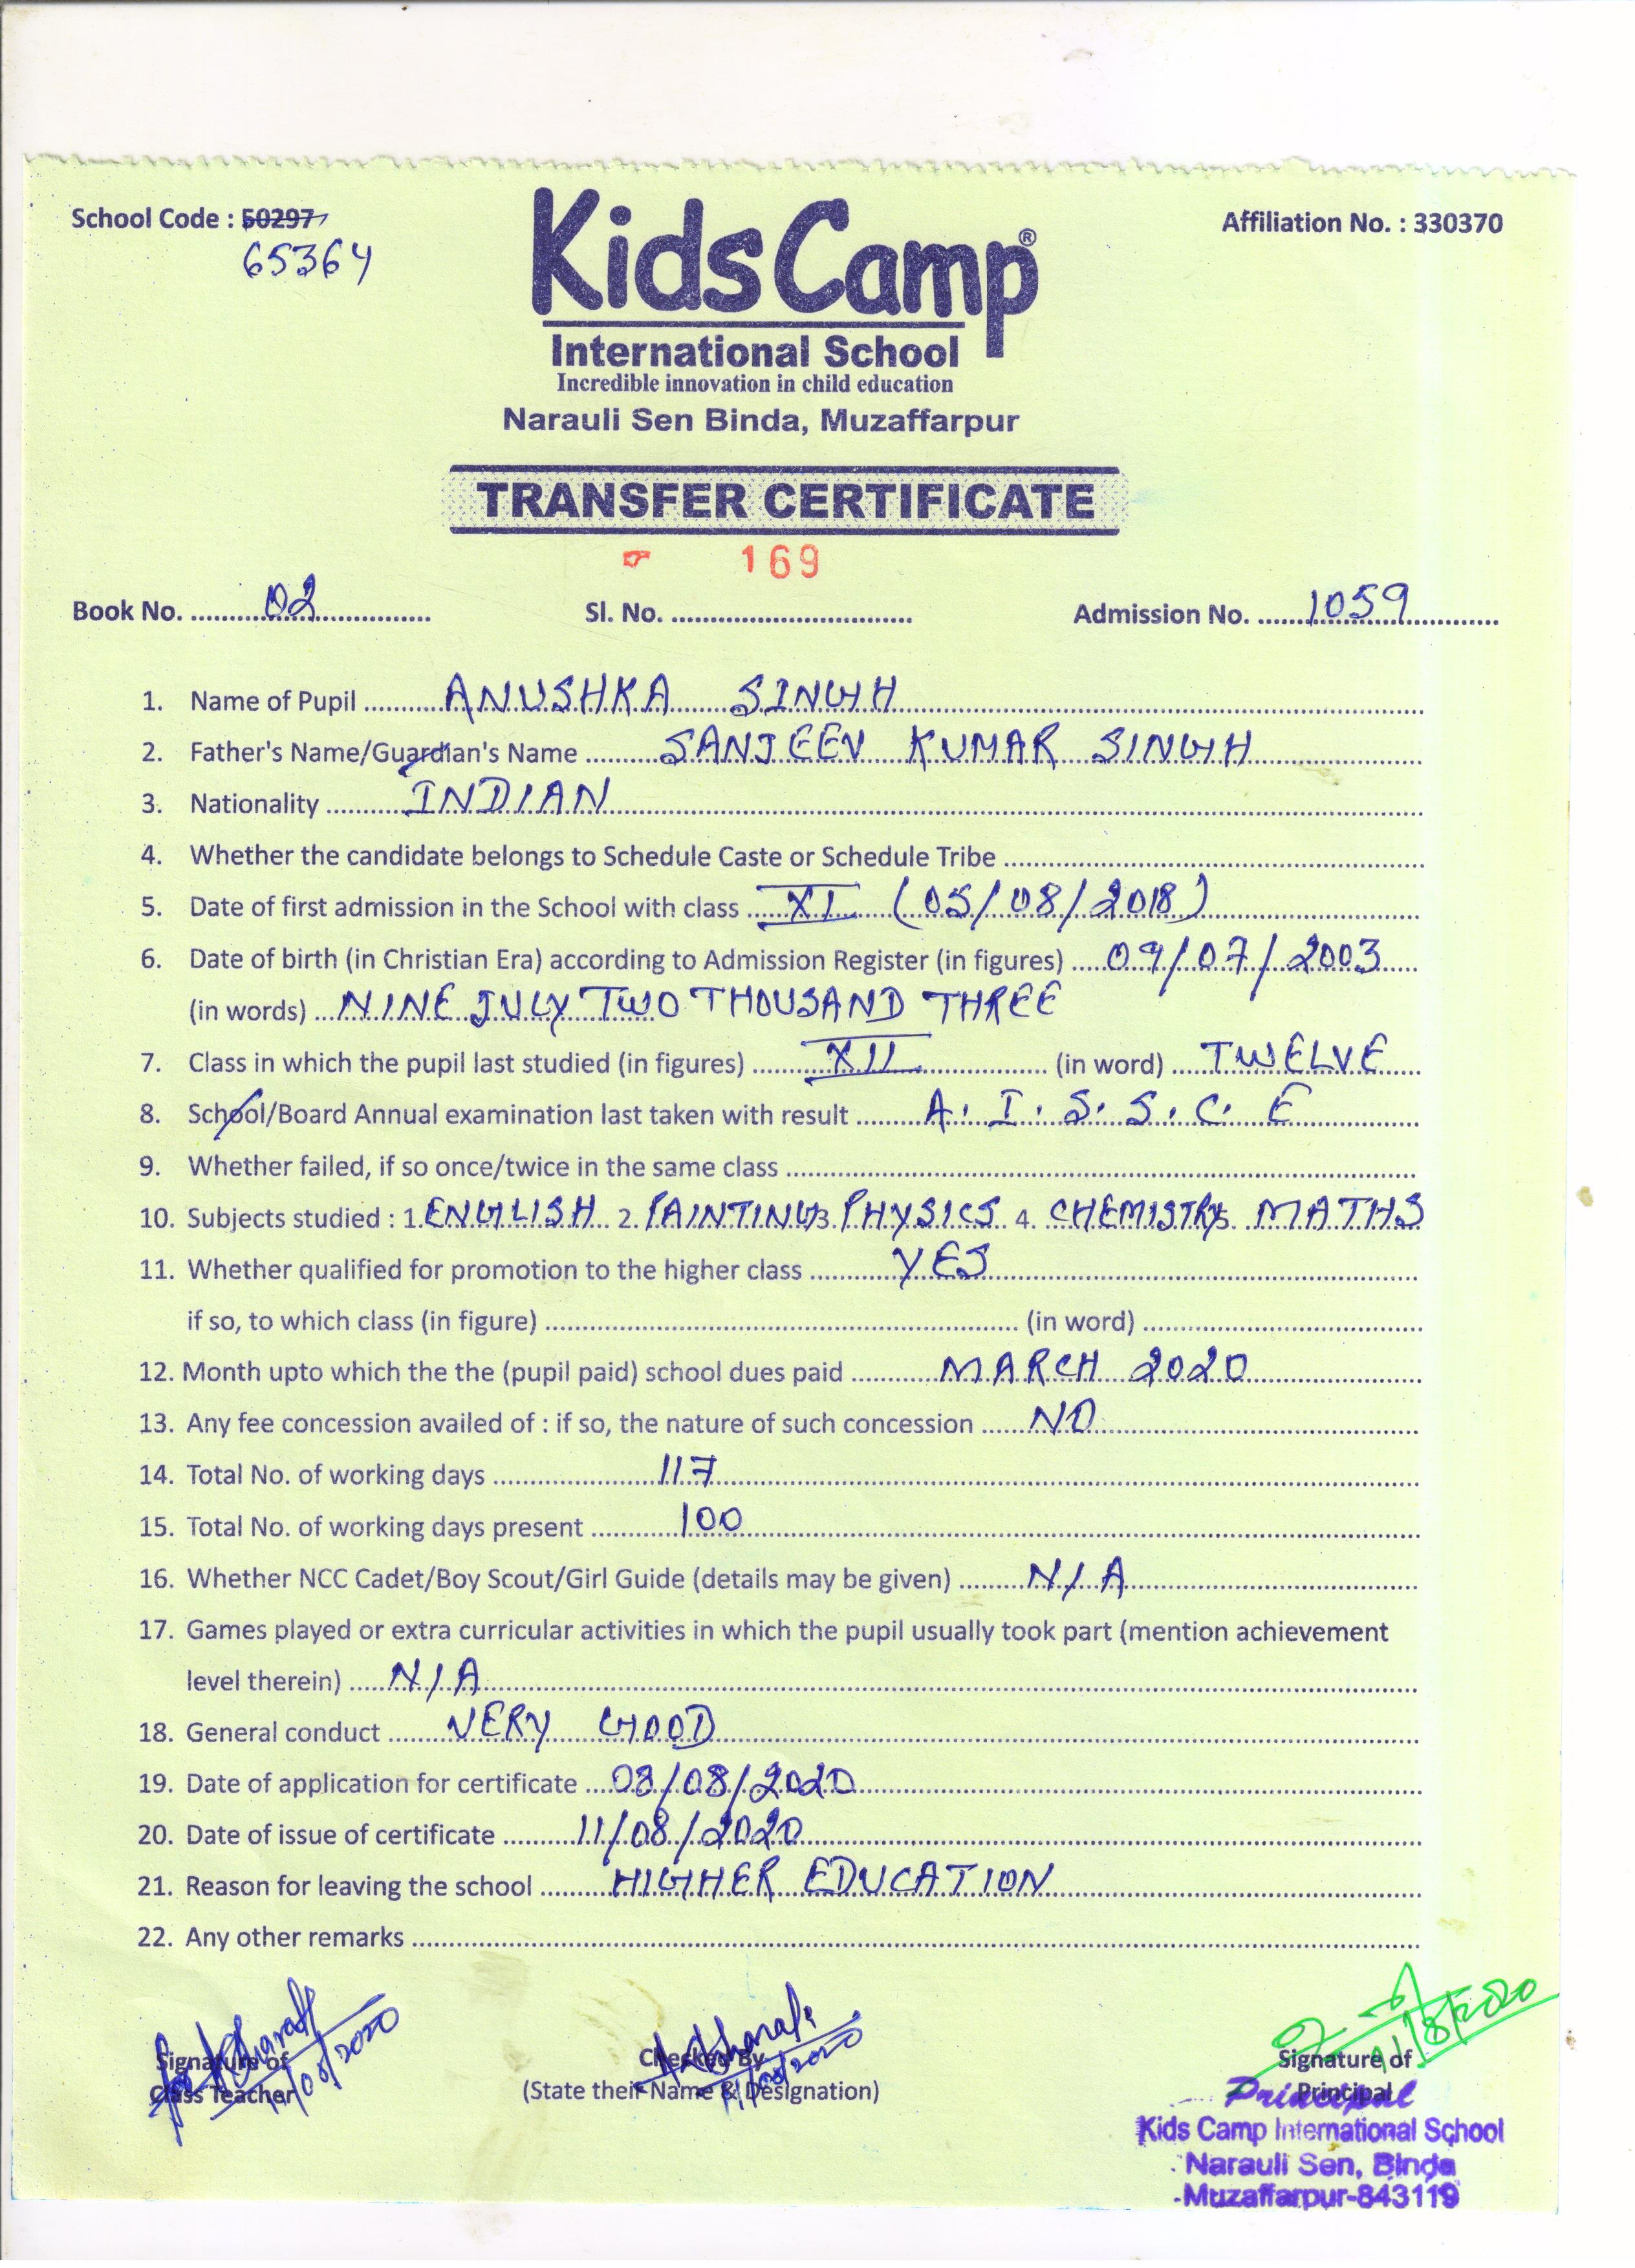 School Code : 50297 Affiliation No. : 330370
65364
Kids Camp®
International School
Incredible innovation in child education
Narauli Sen Binda, Muzaffarpur
TRANSFER CERTIFICATE
169
Book No. 02 Sl. No. Admission No. 1059
1. Name of Pupil ANUSHKA SINGH
2. Father's Name/Guardian's Name SANJEEV KUMAR SINGH
3. Nationality INDIAN
4. Whether the candidate belongs to Schedule Caste or Schedule Tribe
5. Date of first admission in the School with class XI (05/08/2018)
6. Date of birth (in Christian Era) according to Admission Register (in figures) 09/07/2003
(in words) NINE JULY TWO THOUSAND THREE
7. Class in which the pupil last studied (in figures) XII (in word) TWELVE
8. School/Board Annual examination last taken with result A. I. S. S. C. E
9. Whether failed, if so once/twice in the same class
10. Subjects studied : 1. ENGLISH 2. PAINTING 3. PHYSICS 4. CHEMISTRY 5. MATHS
11. Whether qualified for promotion to the higher class YES
if so, to which class (in figure) (in word)
12. Month upto which the the (pupil paid) school dues paid MARCH 2020
13. Any fee concession availed of : if so, the nature of such concession NO
14. Total No. of working days 117
15. Total No. of working days present 100
16. Whether NCC Cadet/Boy Scout/Girl Guide (details may be given) N/A
17. Games played or extra curricular activities in which the pupil usually took part (mention achievement
level therein) N/A
18. General conduct VERY GOOD
19. Date of application for certificate 08/08/2020
20. Date of issue of certificate 11/08/2020
21. Reason for leaving the school HIGHER EDUCATION
22. Any other remarks
11/08/2020 11/08/2020 11/8/2020
Signature of Checked By Signature of
Class Teacher (State their Name & Designation) Principal
Principal
Kids Camp International School
Narauli Sen, Binda
Muzaffarpur-843119